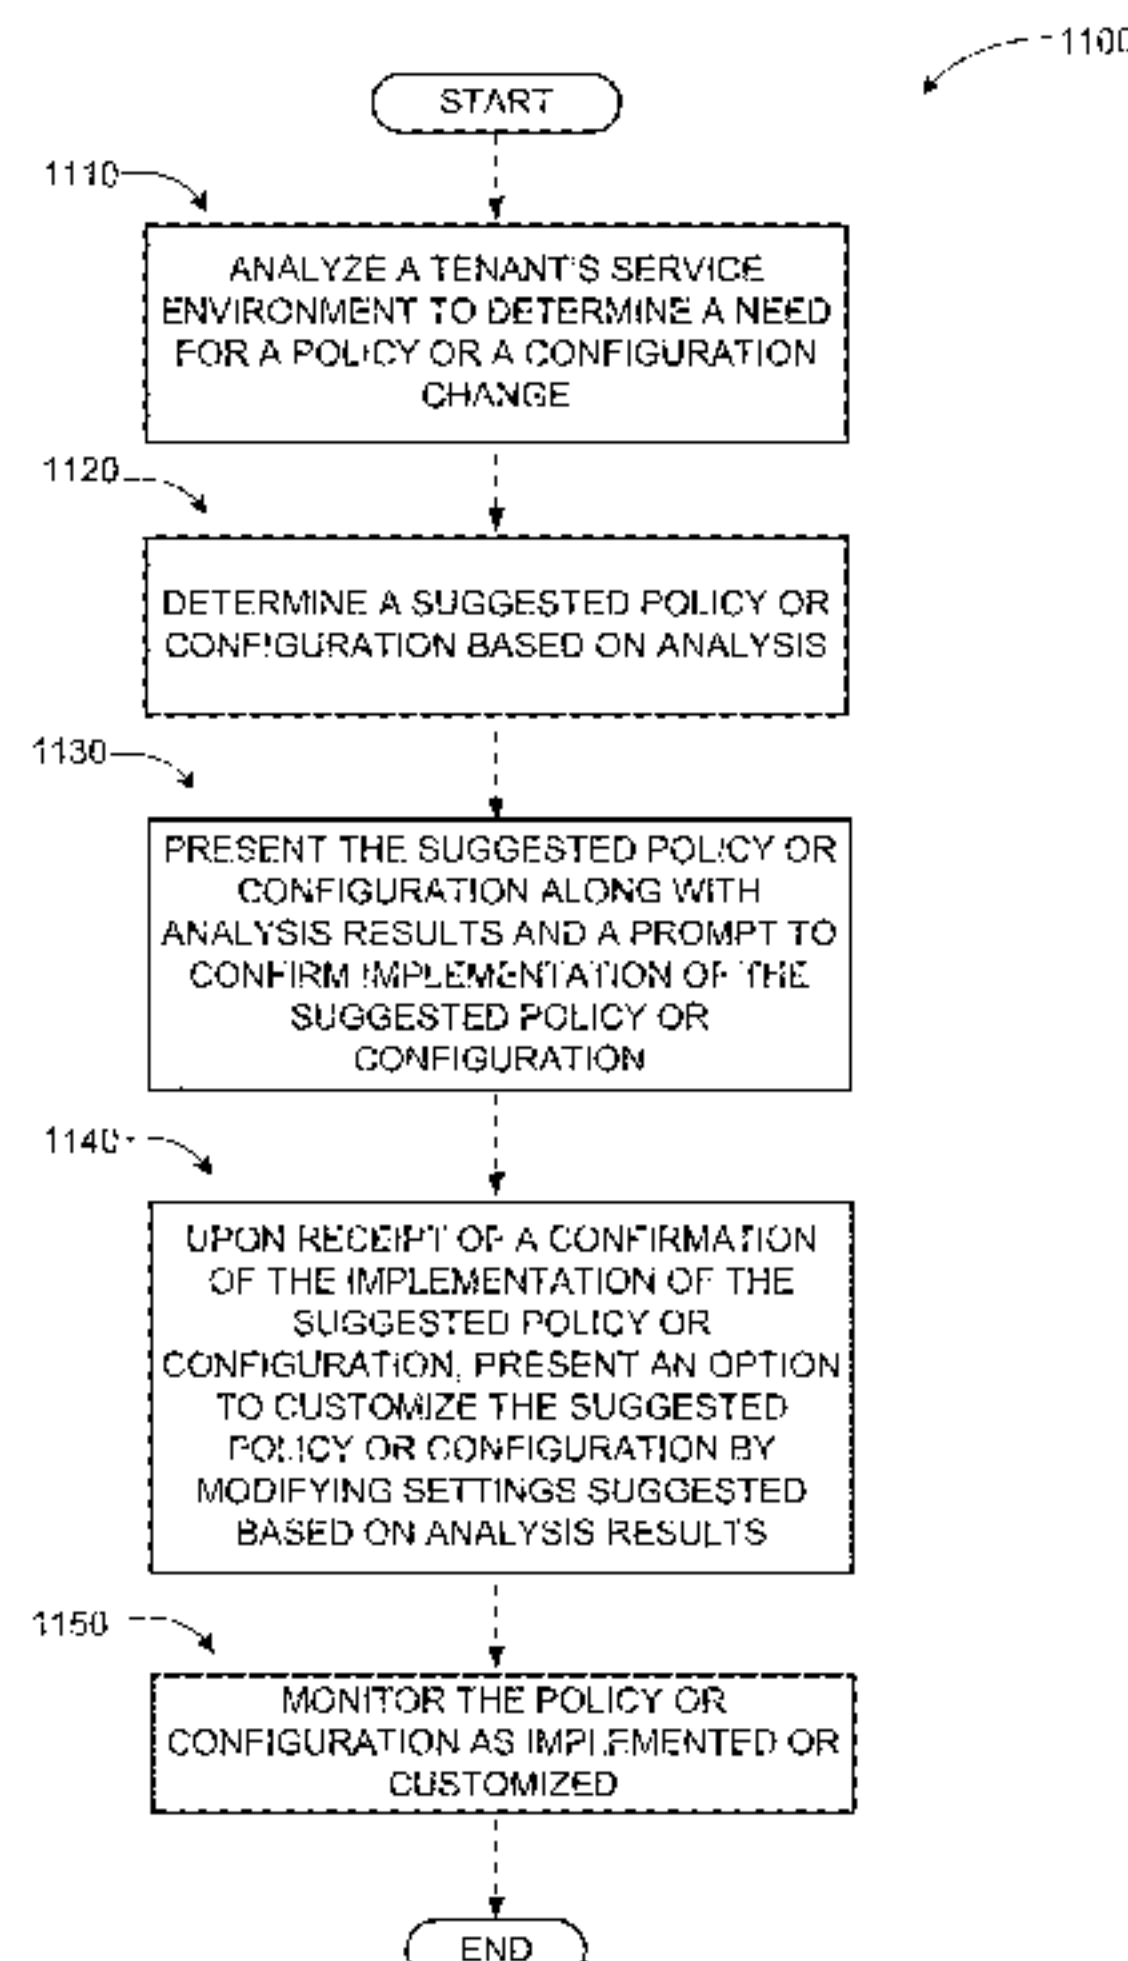 1100
START
1110
ANALYZE A TENANT'S SERVICE
ENVIRONMENT TO DETERMINE A NEED
FOR A POLICY OR A CONFIGURATION
CHANGE
1120
DETERMINE A SUGGESTED POLICY OR
CONFIGURATION BASED ON ANALYSIS
1130
PRESENT THE SUGGESTED POLICY OR
CONFIGURATION ALONG WITH
ANALYSIS RESULTS AND A PROMPT TO
CONFIRM IMPLEMENTATION OF THE
SUGGESTED POLICY OR
CONFIGURATION
1140
UPON RECEIPT OF A CONFIRMATION
OF THE IMPLEMENTATION OF THE
SUGGESTED POLICY OR
CONFIGURATION, PRESENT AN OPTION
TO CUSTOMIZE THE SUGGESTED
POLICY OR CONFIGURATION BY
MODIFYING SETTINGS SUGGESTED
BASED ON ANALYSIS RESULTS
1150
MONITOR THE POLICY OR
CONFIGURATION AS IMPLEMENTED OR
CUSTOMIZED
END